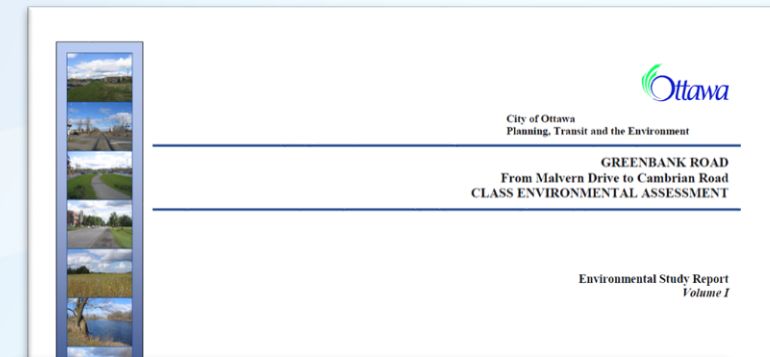 Ottawa
City of Ottawa
Planning, Transit and the Environment
GREENBANK ROAD
From Malvern Drive to Cambrian Road
CLASS ENVIRONMENTAL ASSESSMENT
Environmental Study Report
Volume I